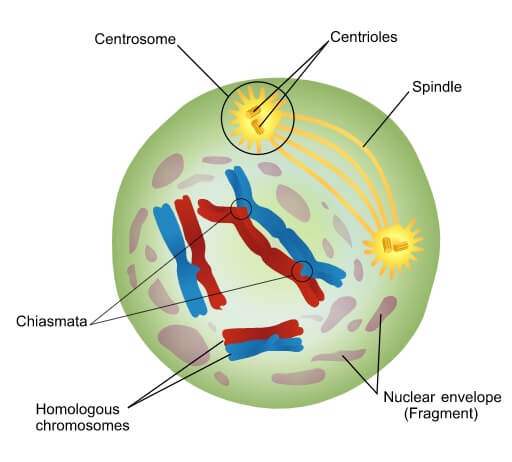 Centrosome
Centrioles
Spindle
Chiasmata
Homologous
chromosomes
Nuclear envelope
(Fragment)